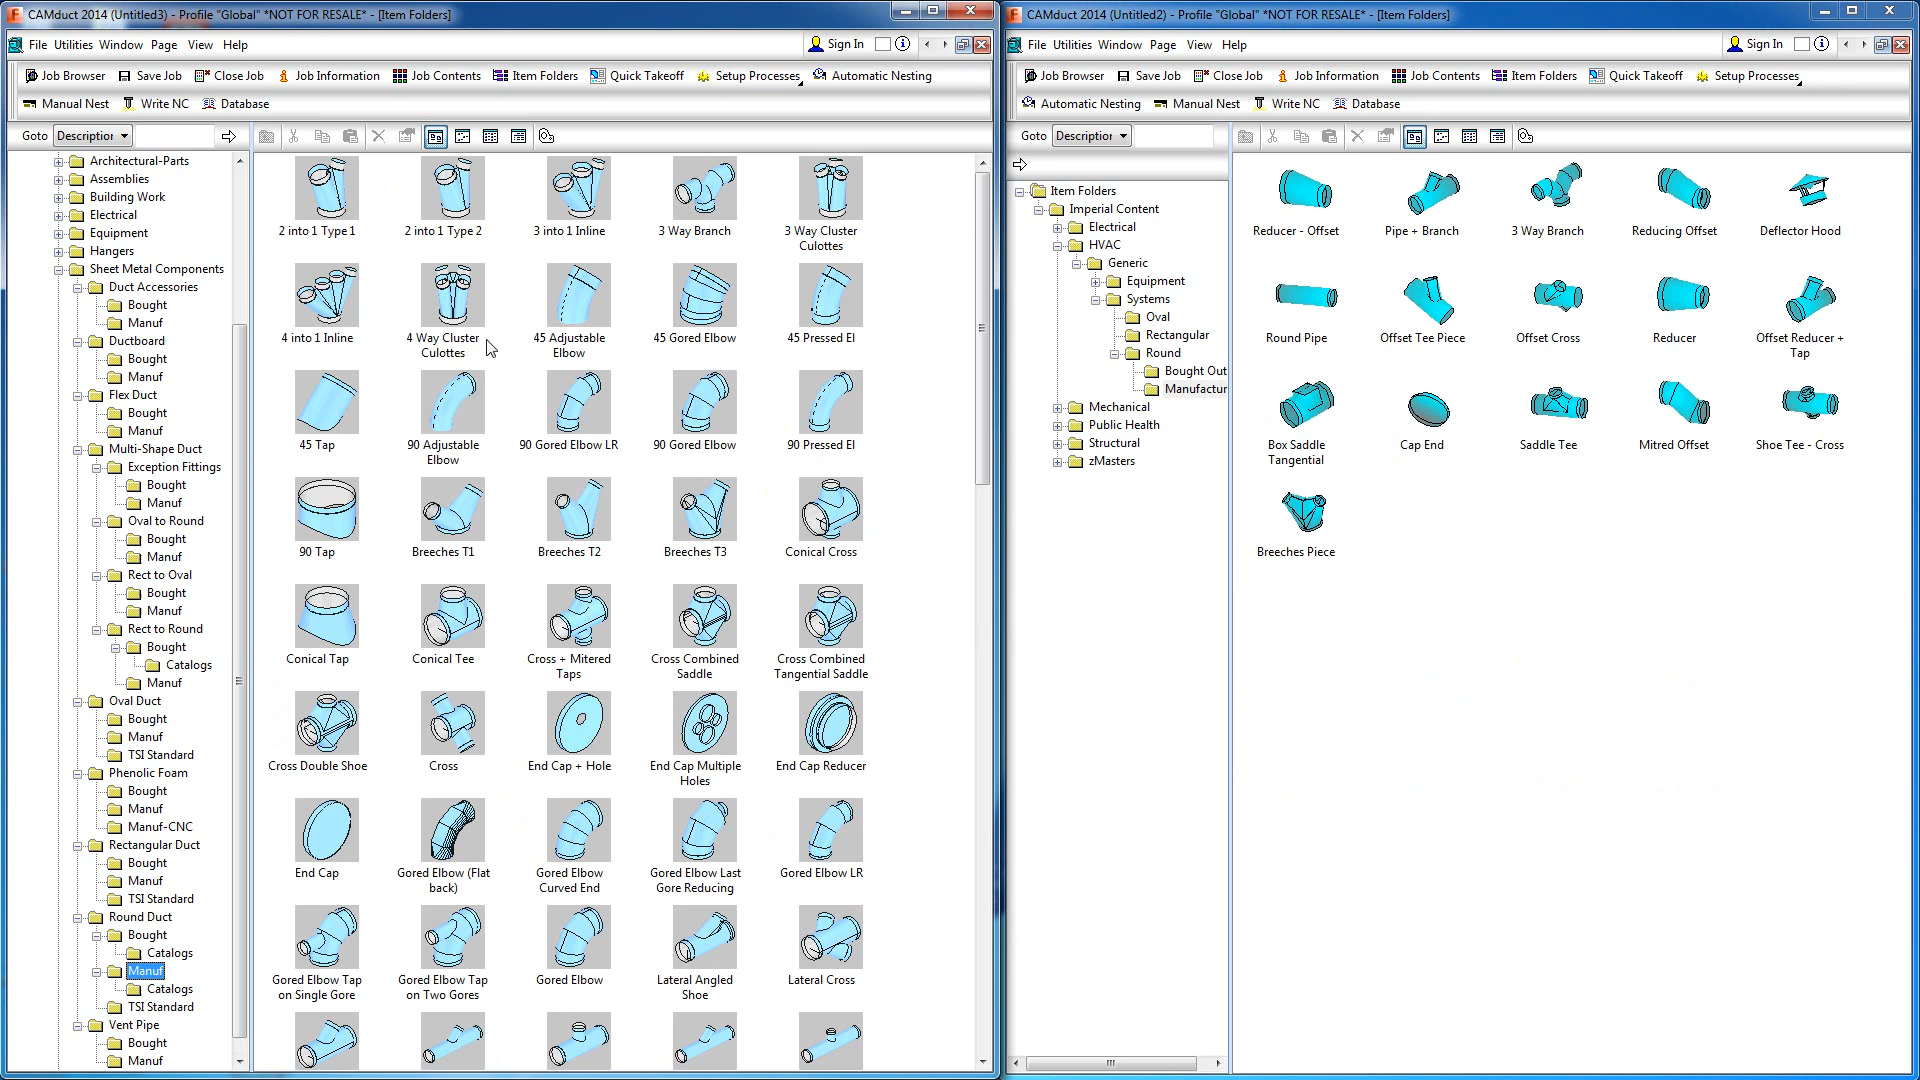 CAMduct 2014 (Untitled3) - Profile "Global" *NOT FOR RESALE* - [Item Folders]
File Utilities Window Page View Help
Sign In
Job Browser Save Job Close Job Job Information Job Contents Item Folders Quick Takeoff Setup Processes Automatic Nesting
Manual Nest Write NC Database
Goto Description
Architectural-Parts
Assemblies
Building Work
Electrical
Equipment
Hangers
Sheet Metal Components
Duct Accessories
Bought
Manuf
Ductboard
Bought
Manuf
Flex Duct
Bought
Manuf
Multi-Shape Duct
Exception Fittings
Bought
Manuf
Oval to Round
Bought
Manuf
Rect to Oval
Bought
Manuf
Rect to Round
Bought
Catalogs
Manuf
Oval Duct
Bought
Manuf
TSI Standard
Phenolic Foam
Bought
Manuf
Manuf-CNC
Rectangular Duct
Bought
Manuf
TSI Standard
Round Duct
Bought
Catalogs
Manuf
Catalogs
TSI Standard
Vent Pipe
Bought
Manuf
2 into 1 Type 1
2 into 1 Type 2
3 into 1 Inline
3 Way Branch
3 Way Cluster
Culottes
4 into 1 Inline
4 Way Cluster
Culottes
45 Adjustable
Elbow
45 Gored Elbow
45 Pressed El
45 Tap
90 Adjustable
Elbow
90 Gored Elbow LR
90 Gored Elbow
90 Pressed El
90 Tap
Breeches T1
Breeches T2
Breeches T3
Conical Cross
Conical Tap
Conical Tee
Cross + Mitered
Taps
Cross Combined
Saddle
Cross Combined
Tangential Saddle
Cross Double Shoe
Cross
End Cap + Hole
End Cap Multiple
Holes
End Cap Reducer
End Cap
Gored Elbow (Flat
back)
Gored Elbow
Curved End
Gored Elbow Last
Gore Reducing
Gored Elbow LR
Gored Elbow Tap
on Single Gore
Gored Elbow Tap
on Two Gores
Gored Elbow
Lateral Angled
Shoe
Lateral Cross
CAMduct 2014 (Untitled2) - Profile "Global" *NOT FOR RESALE* - [Item Folders]
File Utilities Window Page View Help
Sign In
Job Browser Save Job Close Job Job Information Job Contents Item Folders Quick Takeoff Setup Processes
Automatic Nesting Manual Nest Write NC Database
Goto Description
Item Folders
Imperial Content
Electrical
HVAC
Generic
Equipment
Systems
Oval
Rectangular
Round
Bought Out
Manufactur
Mechanical
Public Health
Structural
zMasters
Reducer - Offset
Pipe + Branch
3 Way Branch
Reducing Offset
Deflector Hood
Round Pipe
Offset Tee Piece
Offset Cross
Reducer
Offset Reducer +
Tap
Box Saddle
Tangential
Cap End
Saddle Tee
Mitred Offset
Shoe Tee - Cross
Breeches Piece